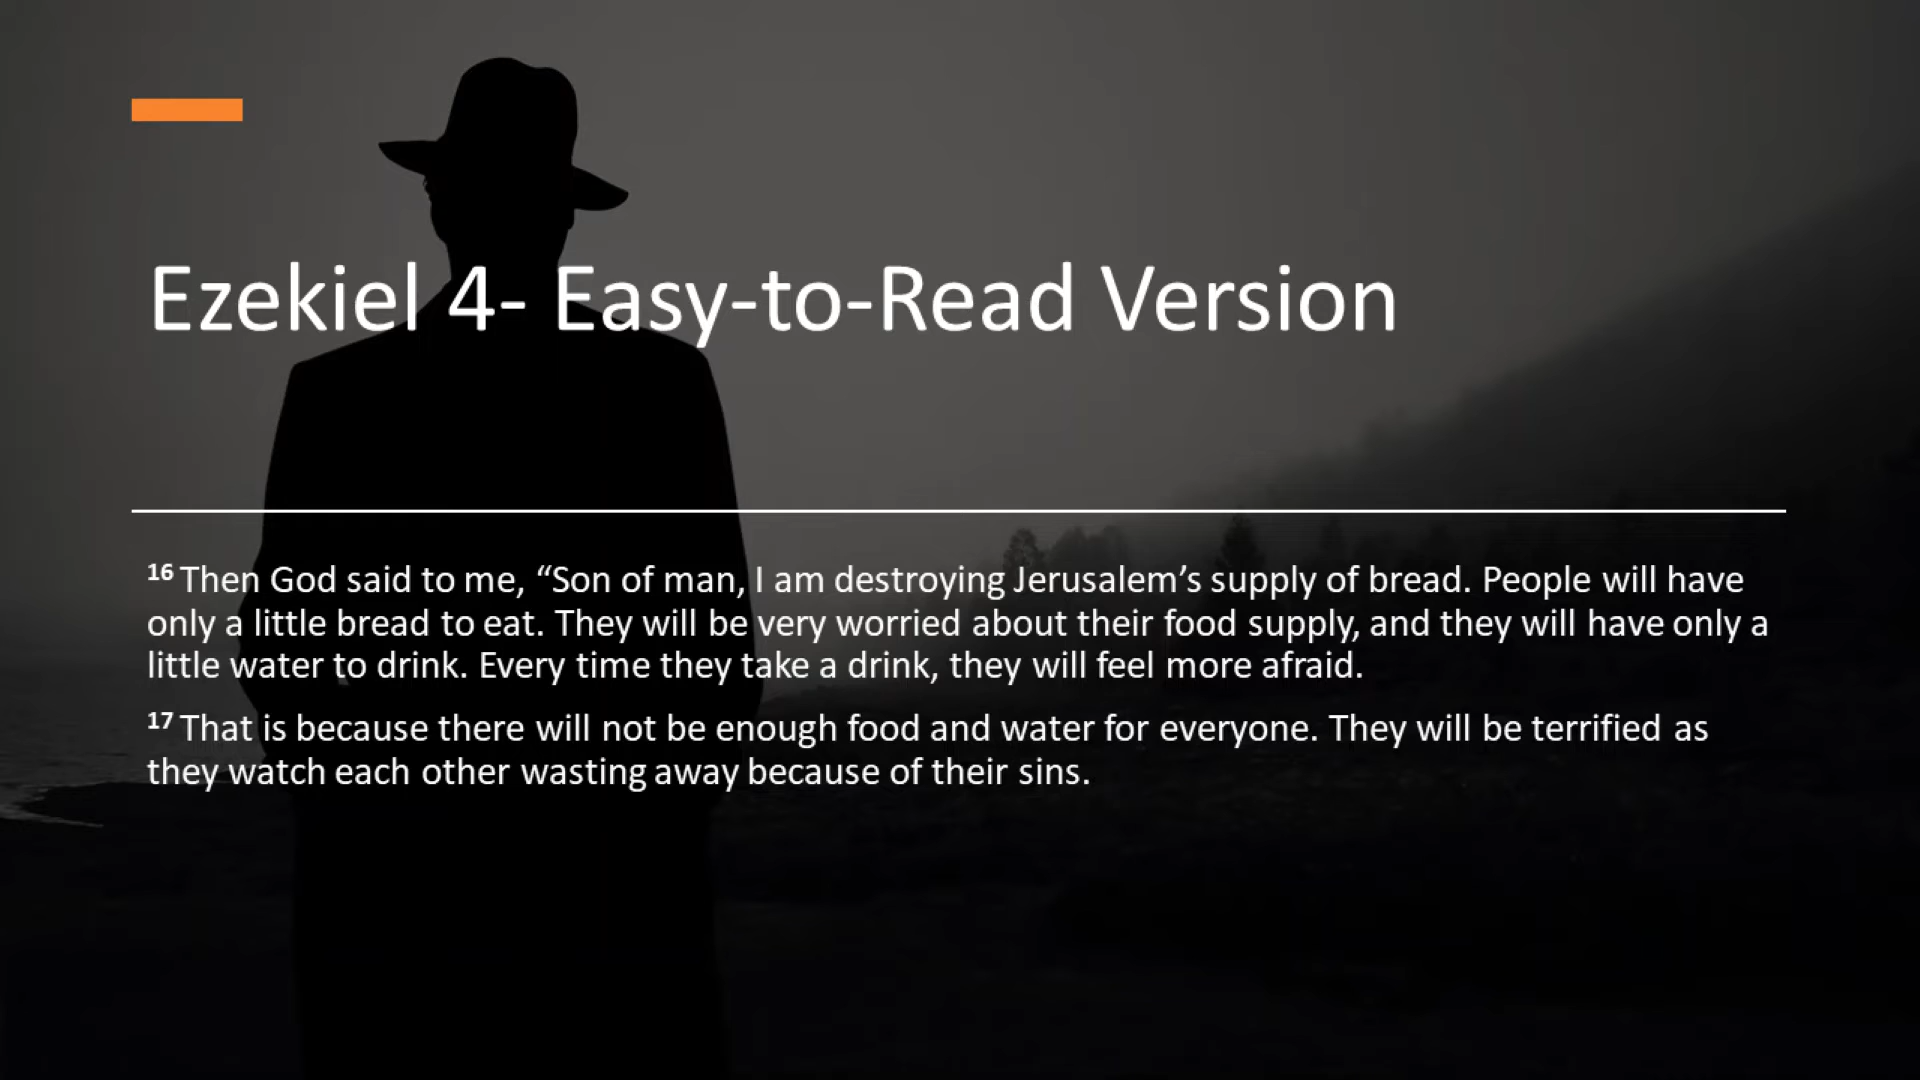 Ezekiel 4- Easy-to-Read Version
16 Then God said to me, “Son of man, I am destroying Jerusalem’s supply of bread. People will have
only a little bread to eat. They will be very worried about their food supply, and they will have only a
little water to drink. Every time they take a drink, they will feel more afraid.
17 That is because there will not be enough food and water for everyone. They will be terrified as
they watch each other wasting away because of their sins.